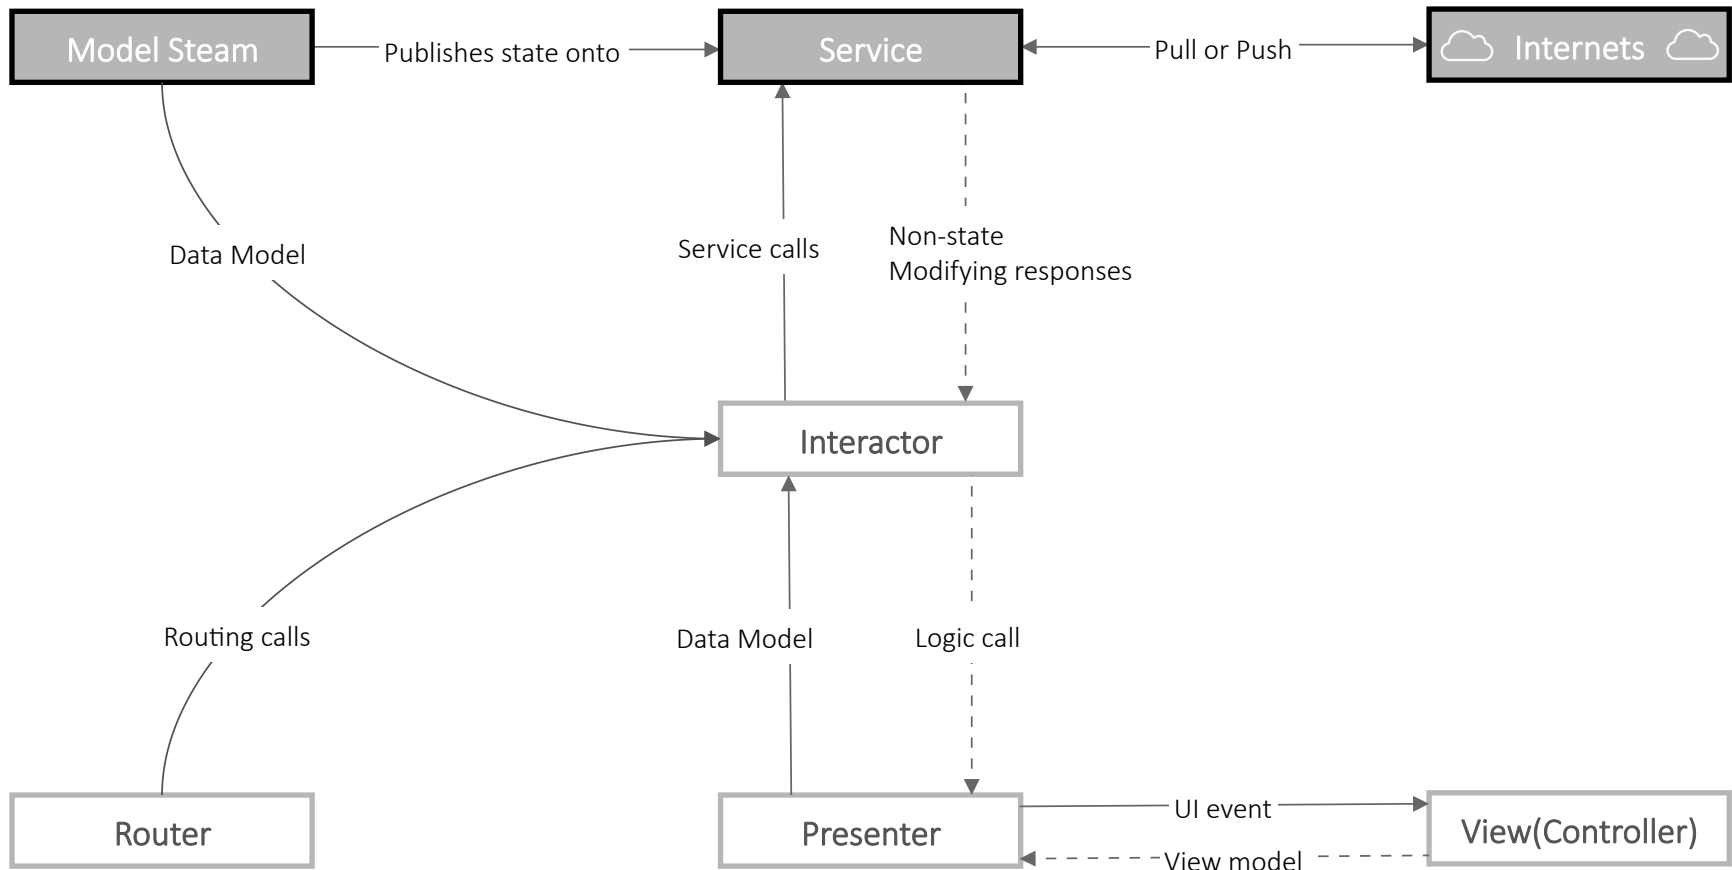 Model Steam
Publishes state onto
Service
Pull or Push
Internets
Data Model
Service calls
Non-state
Modifying responses
Interactor
Routing calls
Data Model
Logic call
Router
Presenter
UI event
View model
View(Controller)